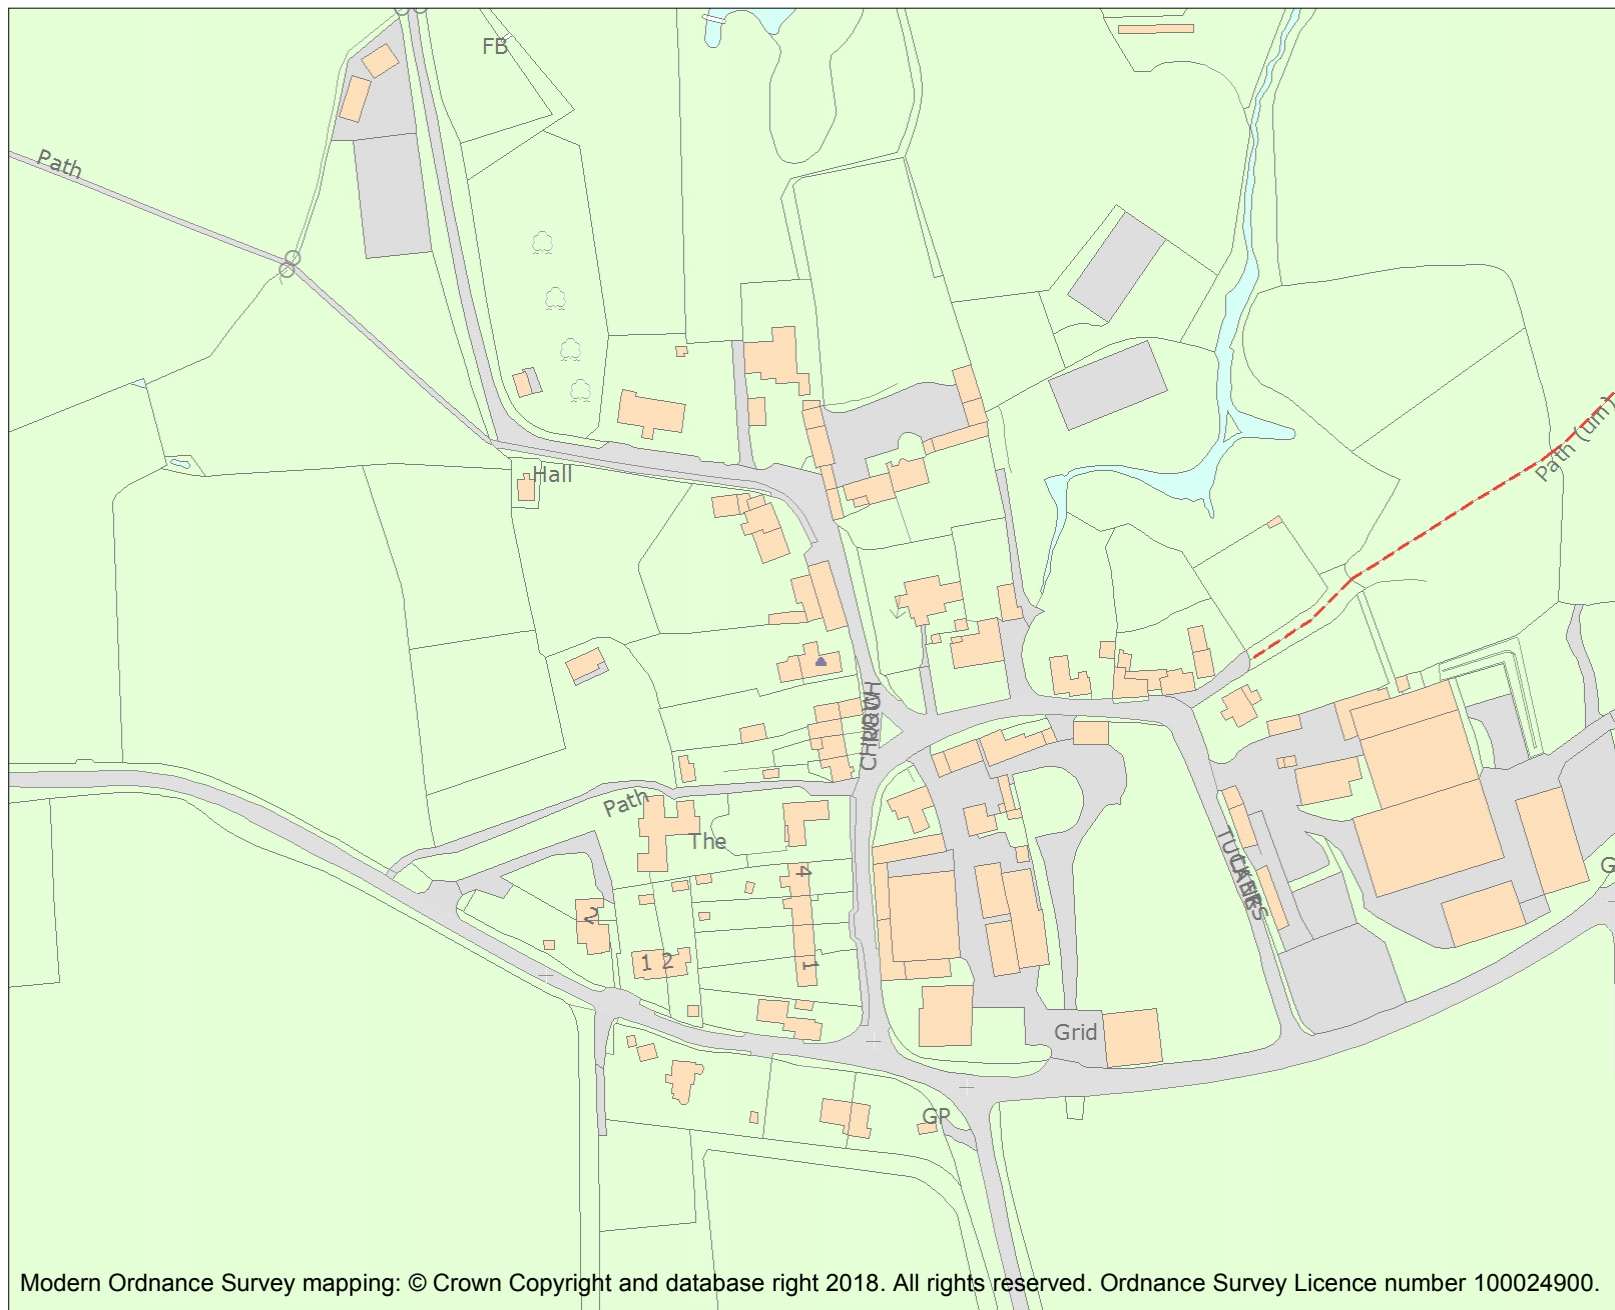 FB
Path
Path (um)
Hall
CHURCH
Path
The
4
TUCKERS
LANE
G
2
1
1 2
Grid
GP
Modern Ordnance Survey mapping: © Crown Copyright and database right 2018. All rights reserved. Ordnance Survey Licence number 100024900.